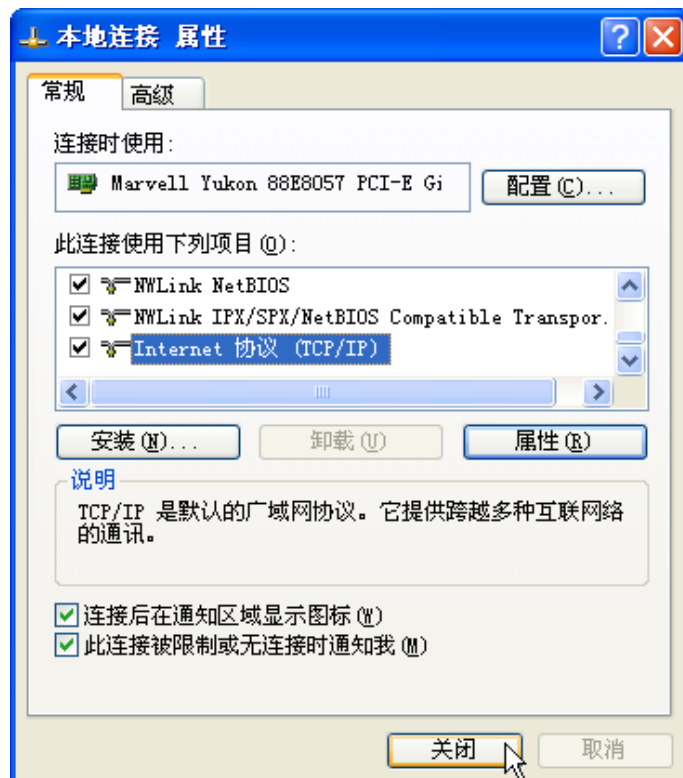 本地连接 属性
常规
高级
连接时使用:
Marvell Yukon 88E8057 PCI-E Gi
配置(C)...
此连接使用下列项目(O):
NWLink NetBIOS
NWLink IPX/SPX/NetBIOS Compatible Transpor.
Internet 协议 (TCP/IP)
安装(N)...
卸载(U)
属性(R)
说明
TCP/IP 是默认的广域网协议。它提供跨越多种互联网络
的通讯。
连接后在通知区域显示图标(W)
此连接被限制或无连接时通知我(M)
关闭
取消